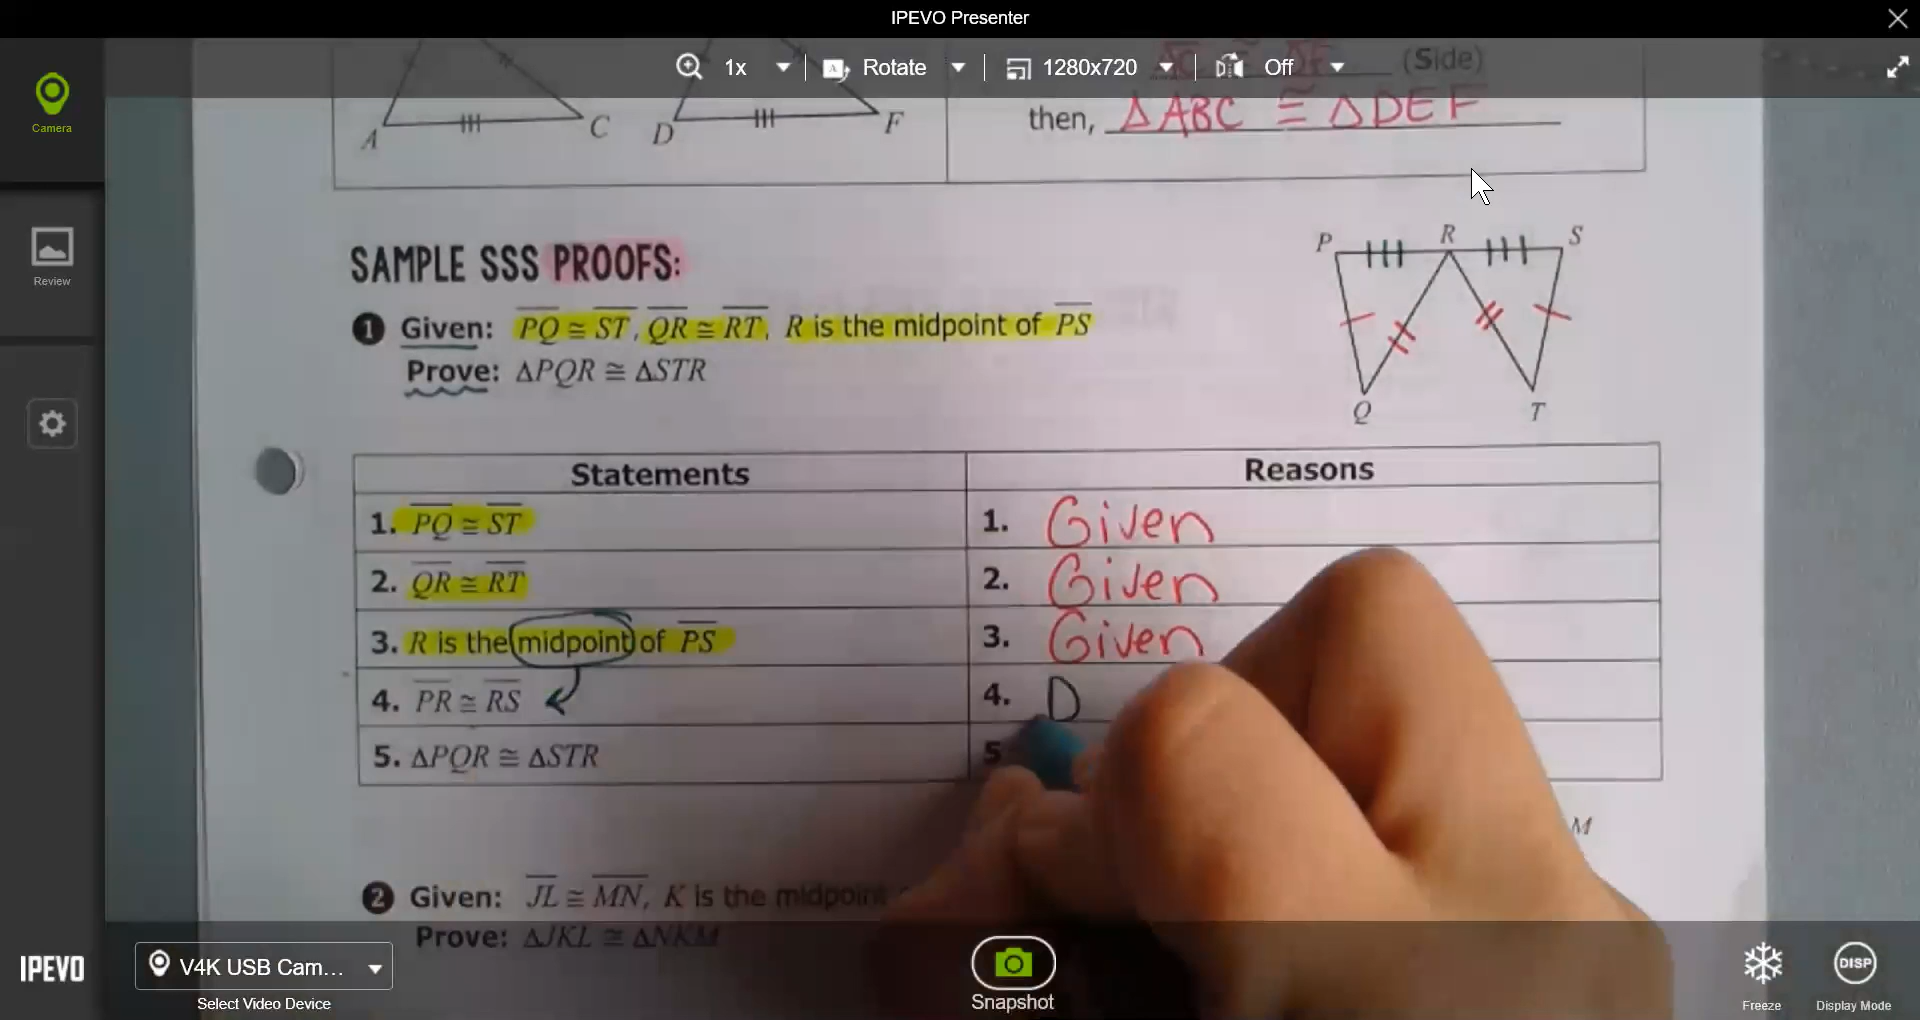 IPEVO Presenter
1x Rotate 1280x720 Off
(Side)
Camera
A C D F
then, ΔABC ≅ ΔDEF
Review
SAMPLE SSS PROOFS:
P R S
1 Given: PQ ≅ ST, QR ≅ RT, R is the midpoint of PS
Prove: ΔPQR ≅ ΔSTR
Q T
Statements Reasons
1. PQ ≅ ST 1. Given
2. QR ≅ RT 2. Given
3. R is the midpoint of PS 3. Given
4. PR ≅ RS 4. D
5. ΔPQR ≅ ΔSTR 5
M
2 Given: JL ≅ MN, K is the midpoint
Prove: ΔJKL ≅ ΔNKM
IPEVO
V4K USB Cam...
Select Video Device
Snapshot
Freeze
DISP
Display Mode